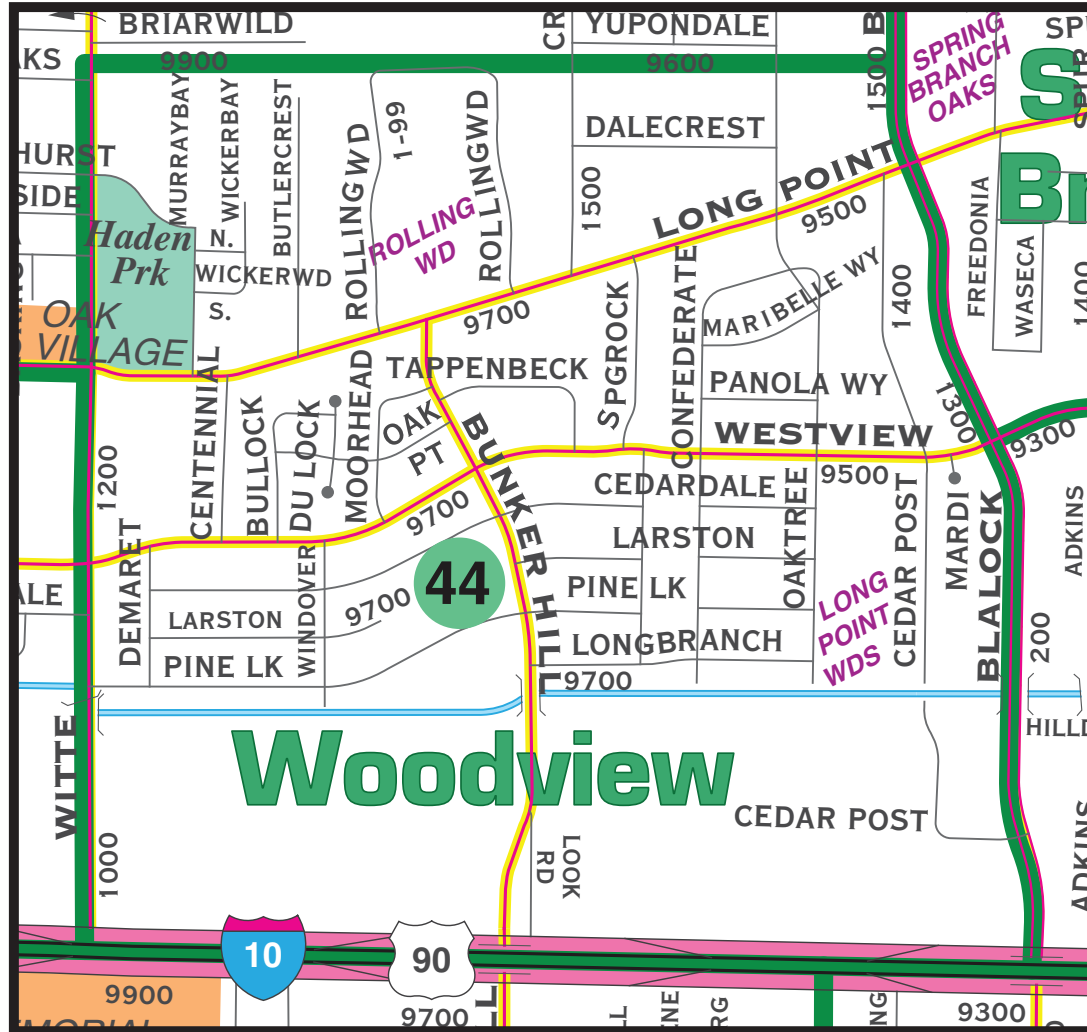 BRIARWILD
CR
YUPONDALE
1500
B
SPRING
BRANCH
OAKS
9900
9600
MURRAYBAY
WICKERBAY
BUTLERCREST
ROLLINGWD
1-99
ROLLINGWD
DALECREST
1500
LONG POINT
9500
HURST
SIDE
Haden
Prk
N.
WICKERWD
S.
ROLLING
WD
OAK
VILLAGE
9700
SPGROCK
CONFEDERATE
MARIBELLE WY
1400
FREEDONIA
WASECA
1400
TAPPENBECK
PANOLA WY
CENTENNIAL
BULLOCK
DU LOCK
MOORHEAD
OAK
PT
BUNKER HILL
WESTVIEW
1300
9300
9500
1200
9700
CEDARDALE
LARSTON
PINE LK
LONGBRANCH
9700
OAKTREE
CEDAR POST
MARDI
BLALOCK
ADKINS
DEMARET
LARSTON
PINE LK
WINDOVER
9700
44
LONG
POINT
WDS
200
ALE
WITTE
Woodview
HILLD
CEDAR POST
ADKINS
1000
LOOK
RD
10
90
9900
9700
9300